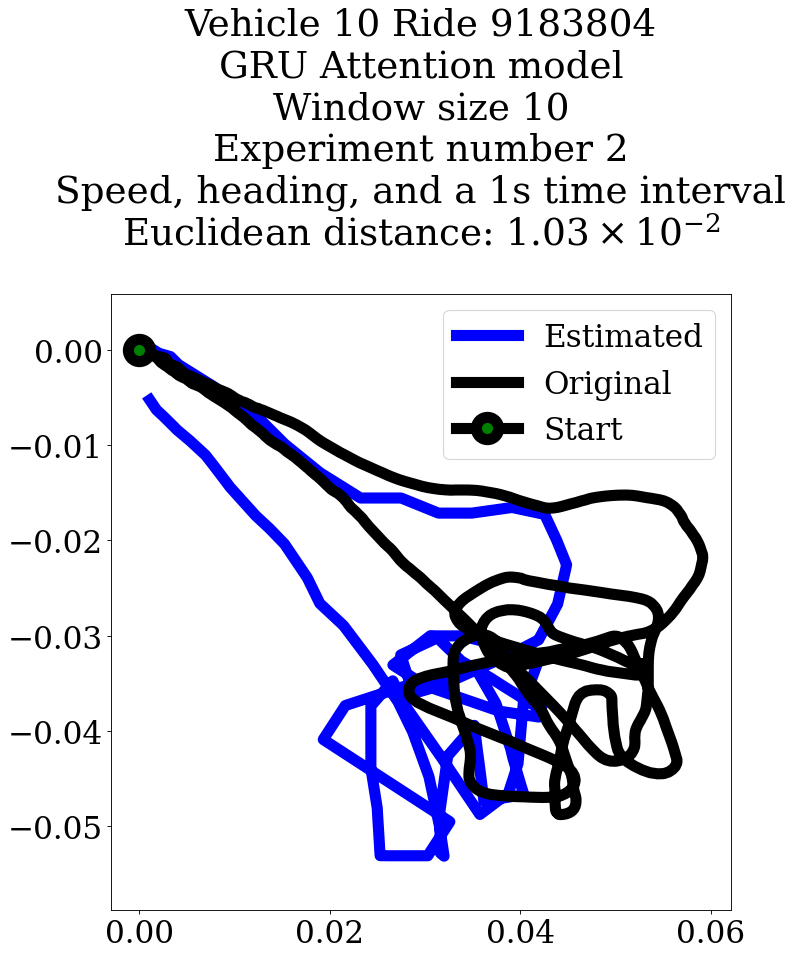 Vehicle 10 Ride 9183804
GRU Attention model
Window size 10
Experiment number 2
Speed, heading, and a 1s time interval
Euclidean distance: 1.03 × 10⁻²
Estimated
Original
Start
0.00
−0.01
−0.02
−0.03
−0.04
−0.05
0.00 0.02 0.04 0.06